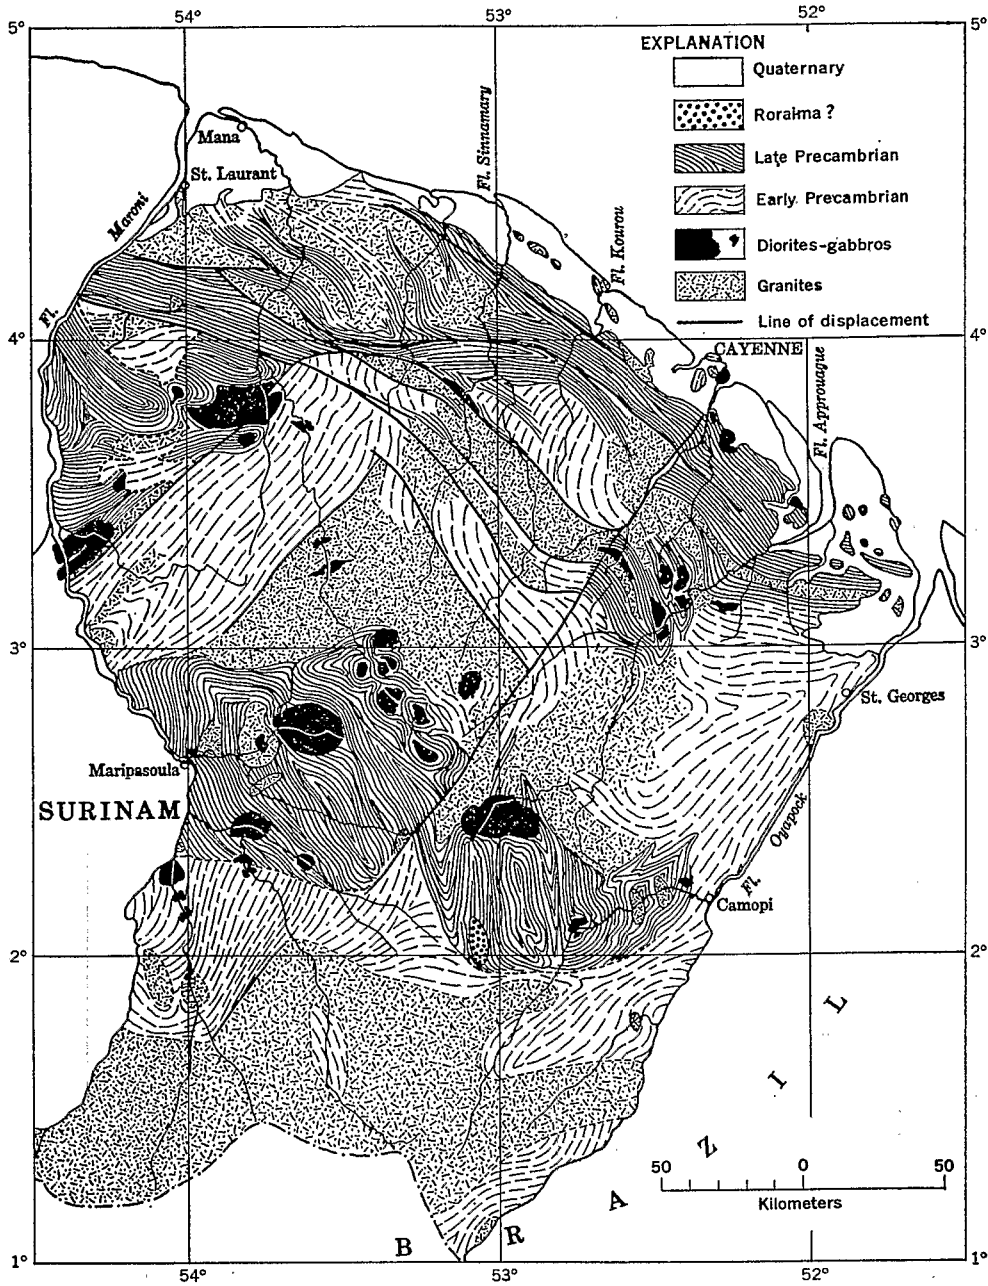 54°
53°
52°
5°
5°
EXPLANATION
Quaternary
Roraima ?
Late Precambrian
Early Precambrian
Diorites-gabbros
Granites
Line of displacement
Mana
St. Laurant
Maroni
Fl.
Fl. Sinnamary
Fl. Kourou
4°
4°
CAYENNE
Fl. Approuague
3°
3°
St. Georges
Maripasoula
SURINAM
Oyapock
Fl.
Camopi
2°
2°
B R A Z I L
50 0 50
Kilometers
1°
1°
54°
53°
52°